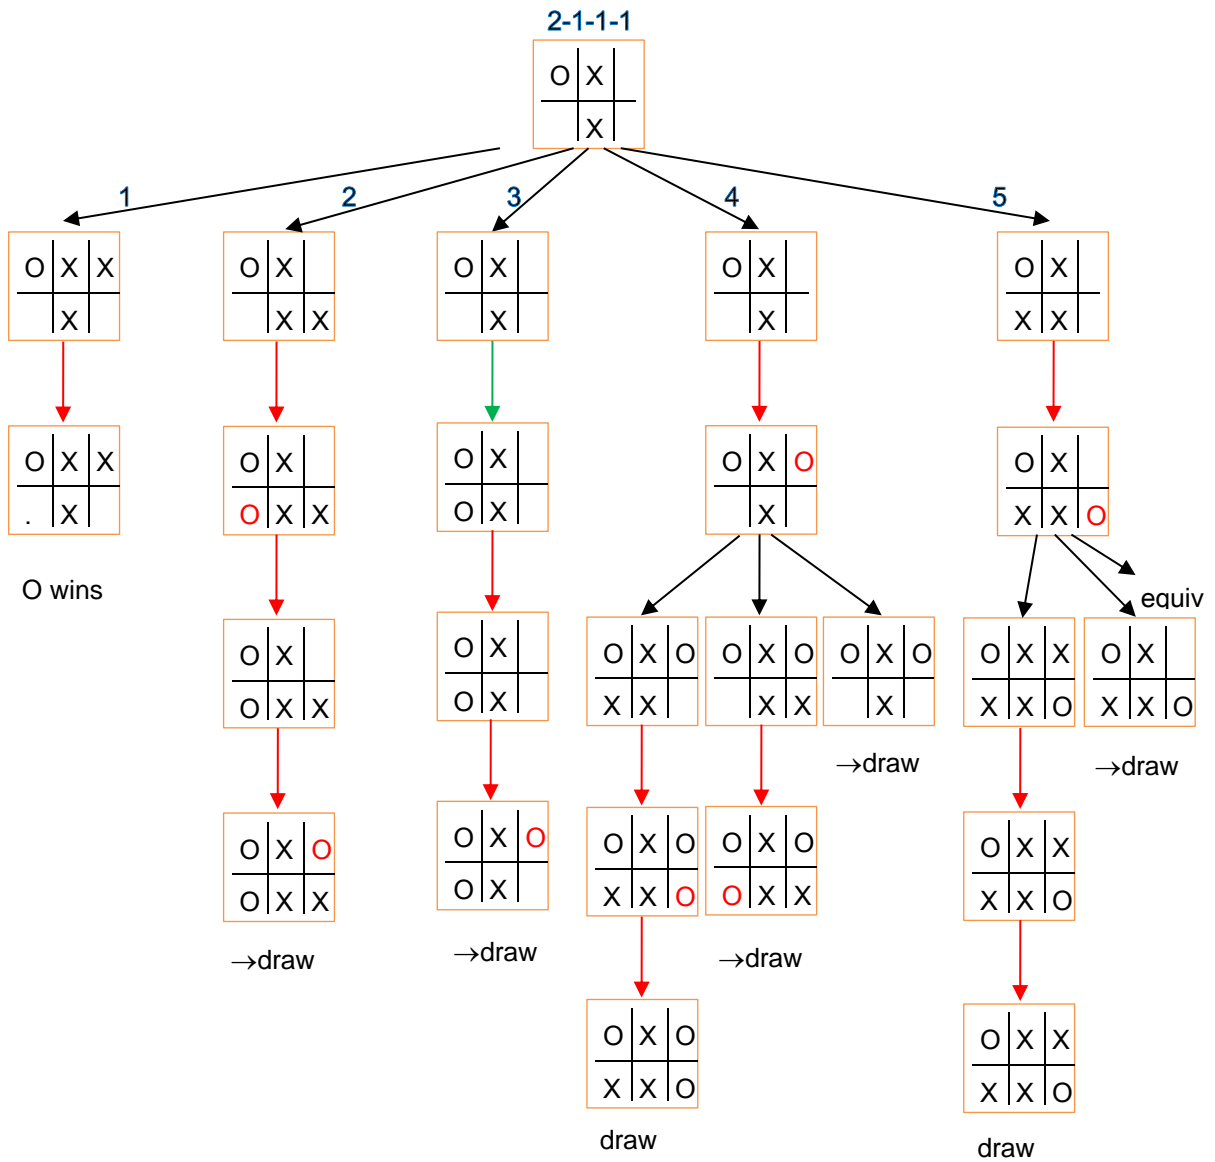 2-1-1-1
O X
X
1 2 3 4 5
O X X
X
O X
X X
O X
X
O X
X
O X
X X
O X X
. X
O X
O X X
O X
O X
O X O
X
O X
X X O
O wins
equiv
O X
O X X
O X
O X
O X O
X X
O X O
X X
O X O
X
O X X
X X O
O X
X X O
→draw
→draw
O X O
O X X
O X O
O X
O X O
X X O
O X O
O X X
O X X
X X O
→draw
→draw
→draw
O X O
X X O
O X X
X X O
draw
draw